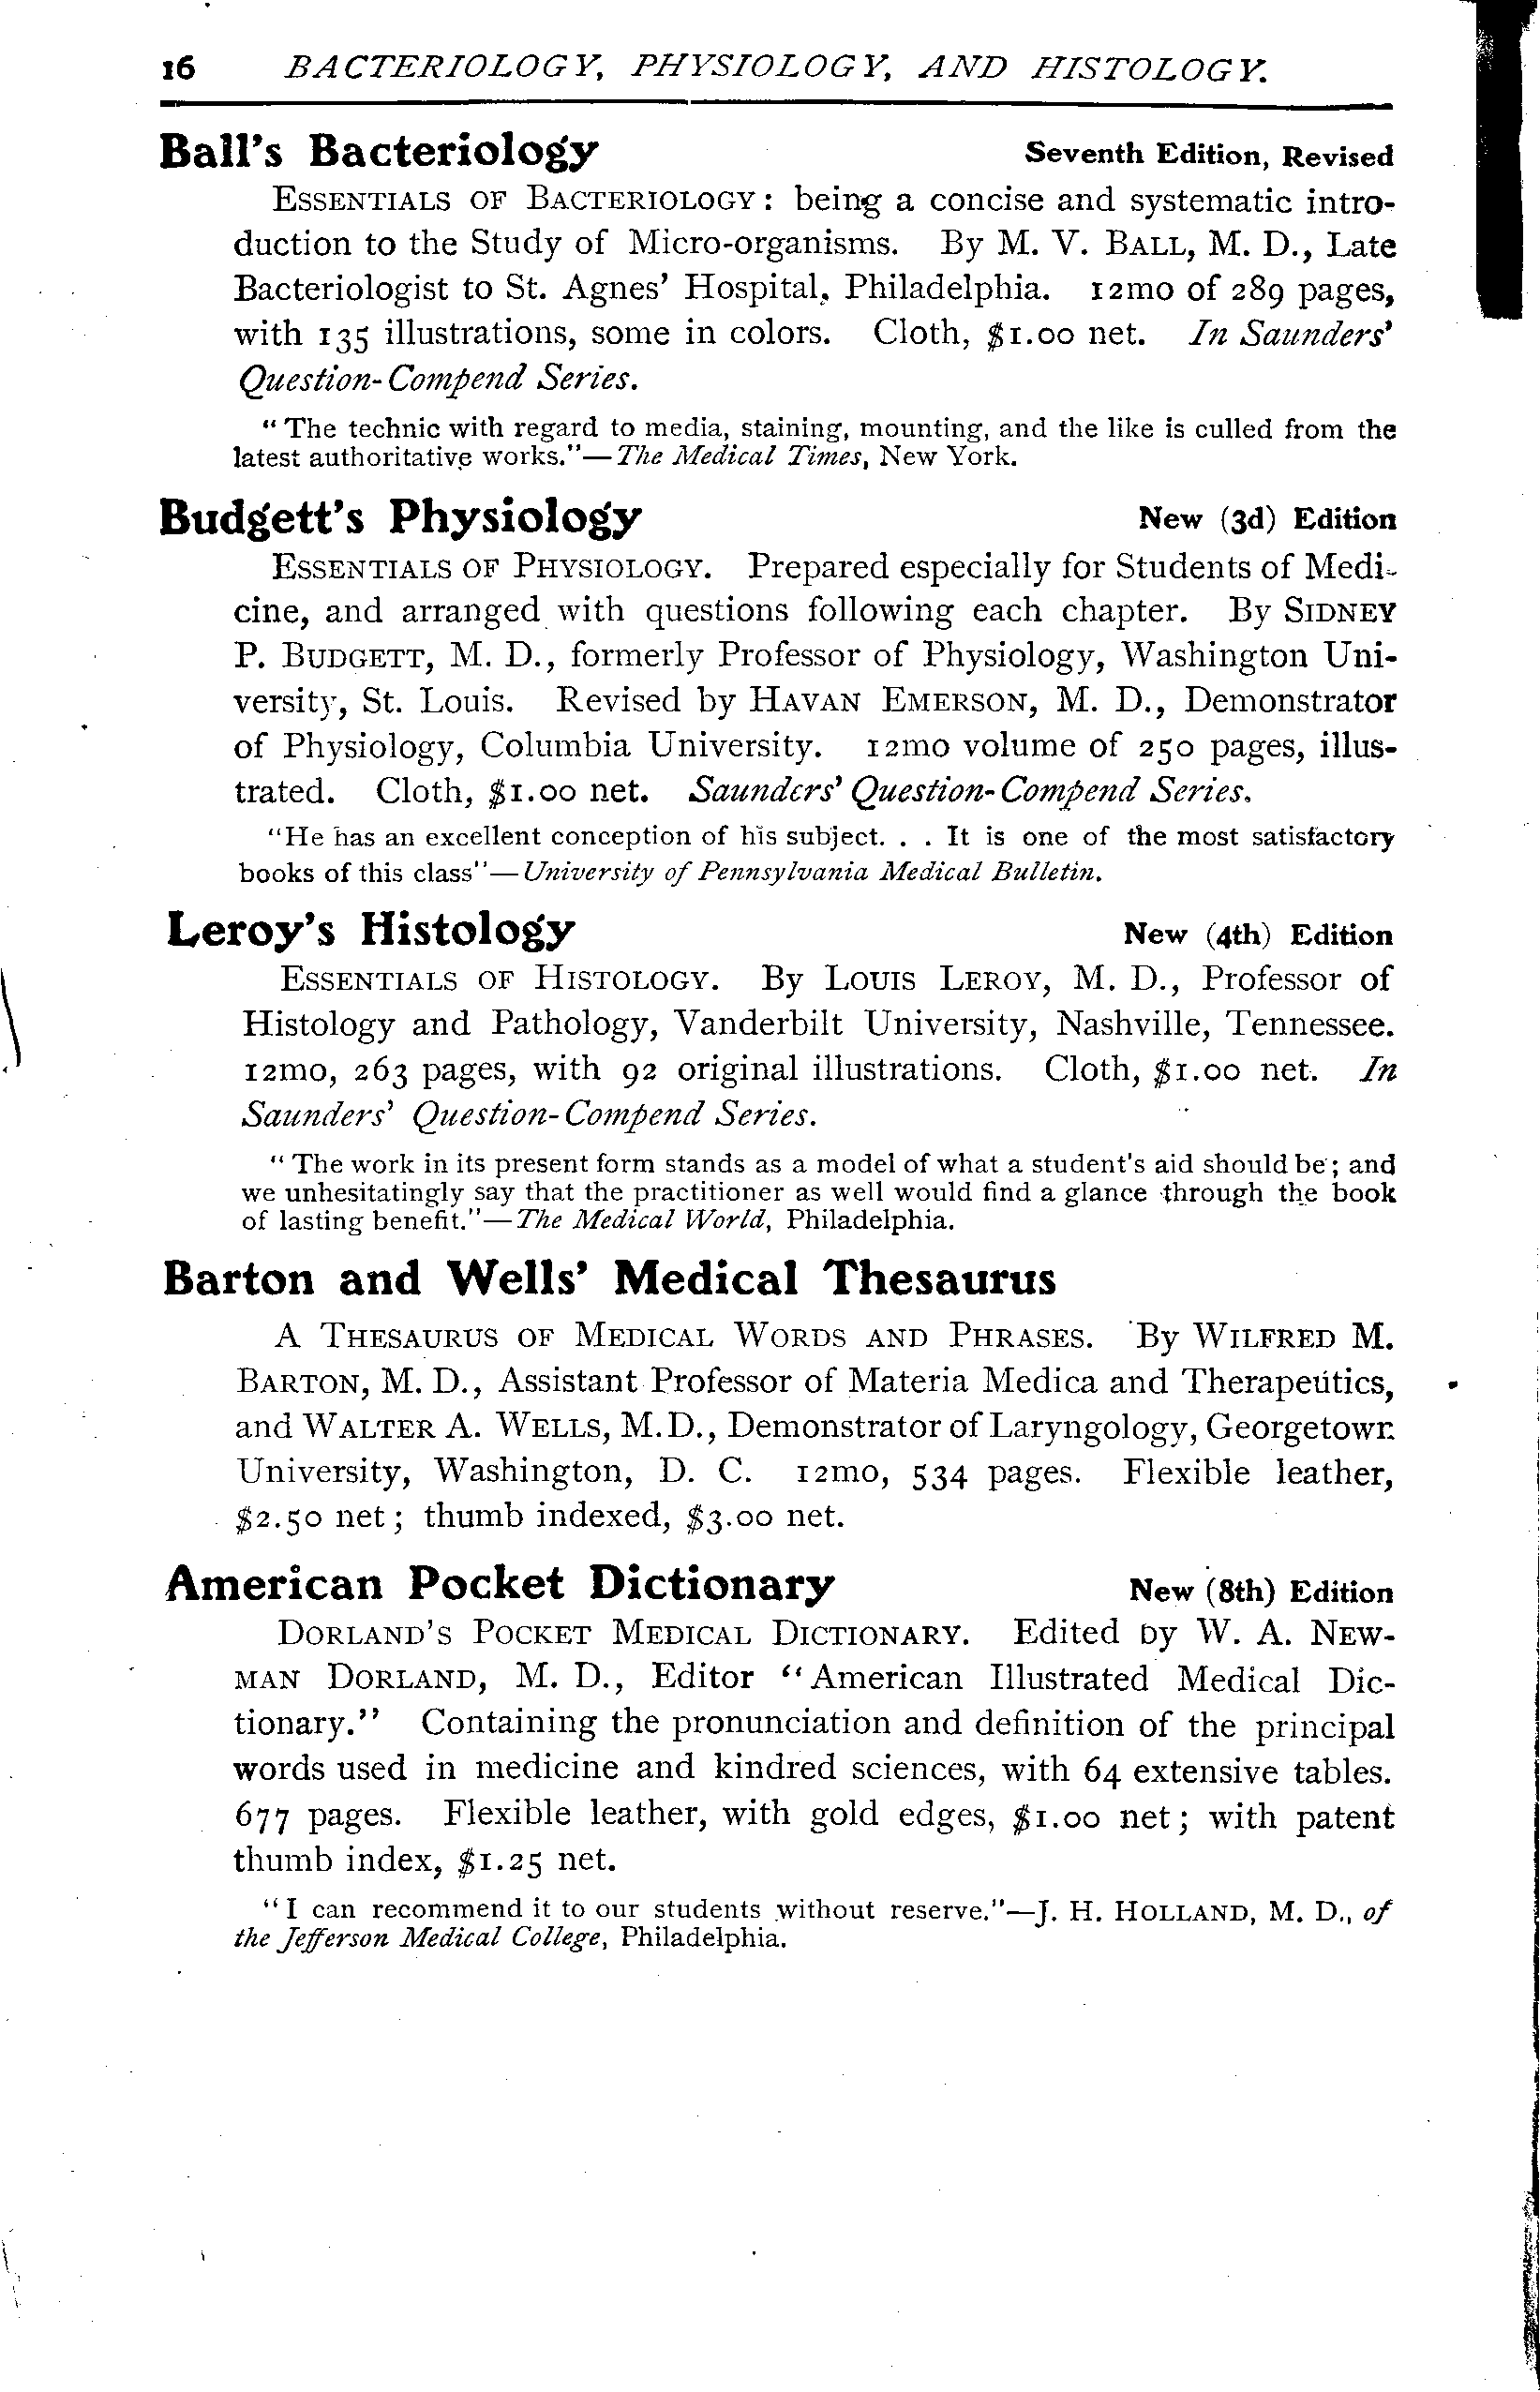 16 BACTERIOLOGY, PHYSIOLOGY, AND HISTOLOGY.
Ball's Bacteriology Seventh Edition, Revised
ESSENTIALS OF BACTERIOLOGY: being a concise and systematic intro-
duction to the Study of Micro-organisms. By M. V. BALL, M. D., Late
Bacteriologist to St. Agnes' Hospital, Philadelphia. 12mo of 289 pages,
with 135 illustrations, some in colors. Cloth, $1.00 net. In Saunders'
Question-Compend Series.
"The technic with regard to media, staining, mounting, and the like is culled from the
latest authoritative works."—The Medical Times, New York.
Budgett's Physiology New (3d) Edition
ESSENTIALS OF PHYSIOLOGY. Prepared especially for Students of Medi-
cine, and arranged with questions following each chapter. By SIDNEY
P. BUDGETT, M. D., formerly Professor of Physiology, Washington Uni-
versity, St. Louis. Revised by HAVAN EMERSON, M. D., Demonstrator
of Physiology, Columbia University. 12mo volume of 250 pages, illus-
trated. Cloth, $1.00 net. Saunders' Question-Compend Series.
"He has an excellent conception of his subject. . . It is one of the most satisfactory
books of this class"—University of Pennsylvania Medical Bulletin.
Leroy's Histology New (4th) Edition
ESSENTIALS OF HISTOLOGY. By LOUIS LEROY, M. D., Professor of
Histology and Pathology, Vanderbilt University, Nashville, Tennessee.
12mo, 263 pages, with 92 original illustrations. Cloth, $1.00 net. In
Saunders' Question-Compend Series.
"The work in its present form stands as a model of what a student's aid should be; and
we unhesitatingly say that the practitioner as well would find a glance through the book
of lasting benefit."—The Medical World, Philadelphia.
Barton and Wells' Medical Thesaurus
A THESAURUS OF MEDICAL WORDS AND PHRASES. By WILFRED M.
BARTON, M. D., Assistant Professor of Materia Medica and Therapeutics,
and WALTER A. WELLS, M.D., Demonstrator of Laryngology, Georgetown
University, Washington, D. C. 12mo, 534 pages. Flexible leather,
$2.50 net; thumb indexed, $3.00 net.
American Pocket Dictionary New (8th) Edition
DORLAND'S POCKET MEDICAL DICTIONARY. Edited by W. A. NEW-
MAN DORLAND, M. D., Editor "American Illustrated Medical Dic-
tionary." Containing the pronunciation and definition of the principal
words used in medicine and kindred sciences, with 64 extensive tables.
677 pages. Flexible leather, with gold edges, $1.00 net; with patent
thumb index, $1.25 net.
"I can recommend it to our students without reserve."—J. H. HOLLAND, M. D., of
the Jefferson Medical College, Philadelphia.